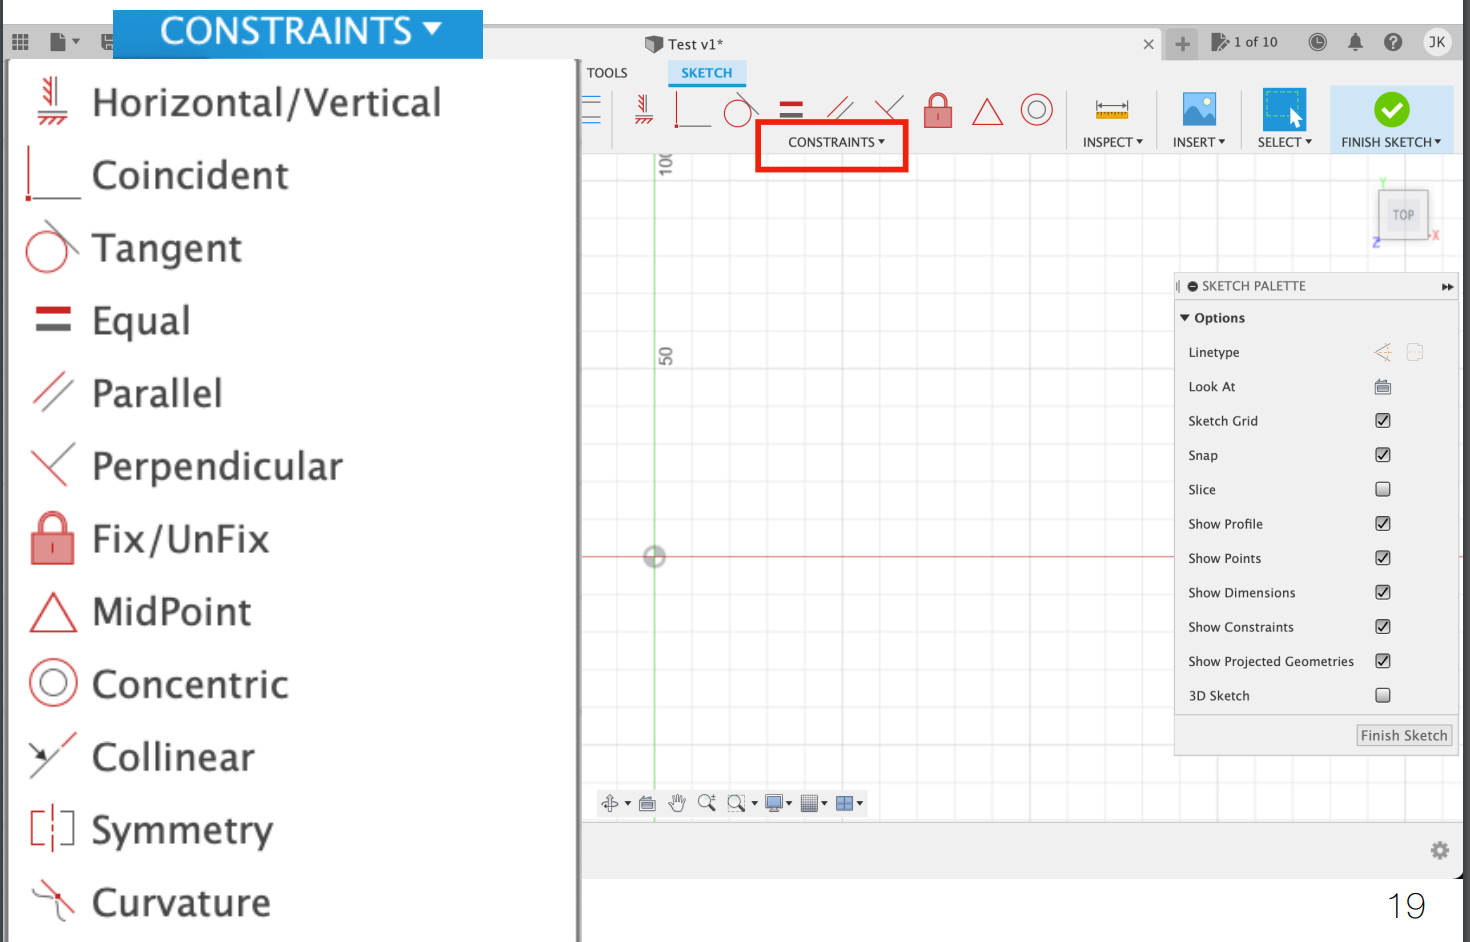 CONSTRAINTS
Horizontal/Vertical
Coincident
Tangent
Equal
Parallel
Perpendicular
Fix/UnFix
MidPoint
Concentric
Collinear
Symmetry
Curvature
Test v1*
1 of 10
JK
TOOLS
SKETCH
CONSTRAINTS
INSPECT
INSERT
SELECT
FINISH SKETCH
100
50
Y
TOP
X
Z
SKETCH PALETTE
Options
Linetype
Look At
Sketch Grid
Snap
Slice
Show Profile
Show Points
Show Dimensions
Show Constraints
Show Projected Geometries
3D Sketch
Finish Sketch
19